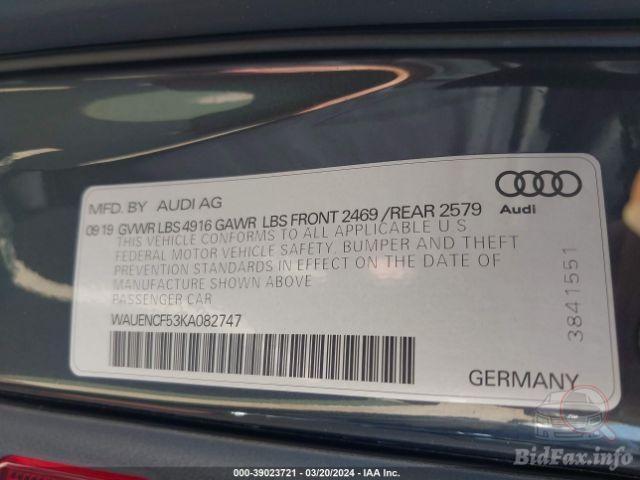 MFD. BY AUDI AG
Audi
09 19 GVWR LBS 4916 GAWR LBS FRONT 2469 /REAR 2579
THIS VEHICLE CONFORMS TO ALL APPLICABLE U S
FEDERAL MOTOR VEHICLE SAFETY, BUMPER AND THEFT
PREVENTION STANDARDS IN EFFECT ON THE DATE OF
MANUFACTURE SHOWN ABOVE
PASSENGER CAR
WAUENCF53KA082747
3841551
GERMANY
BidFax.info
000-39023721 - 03/20/2024 - IAA Inc.